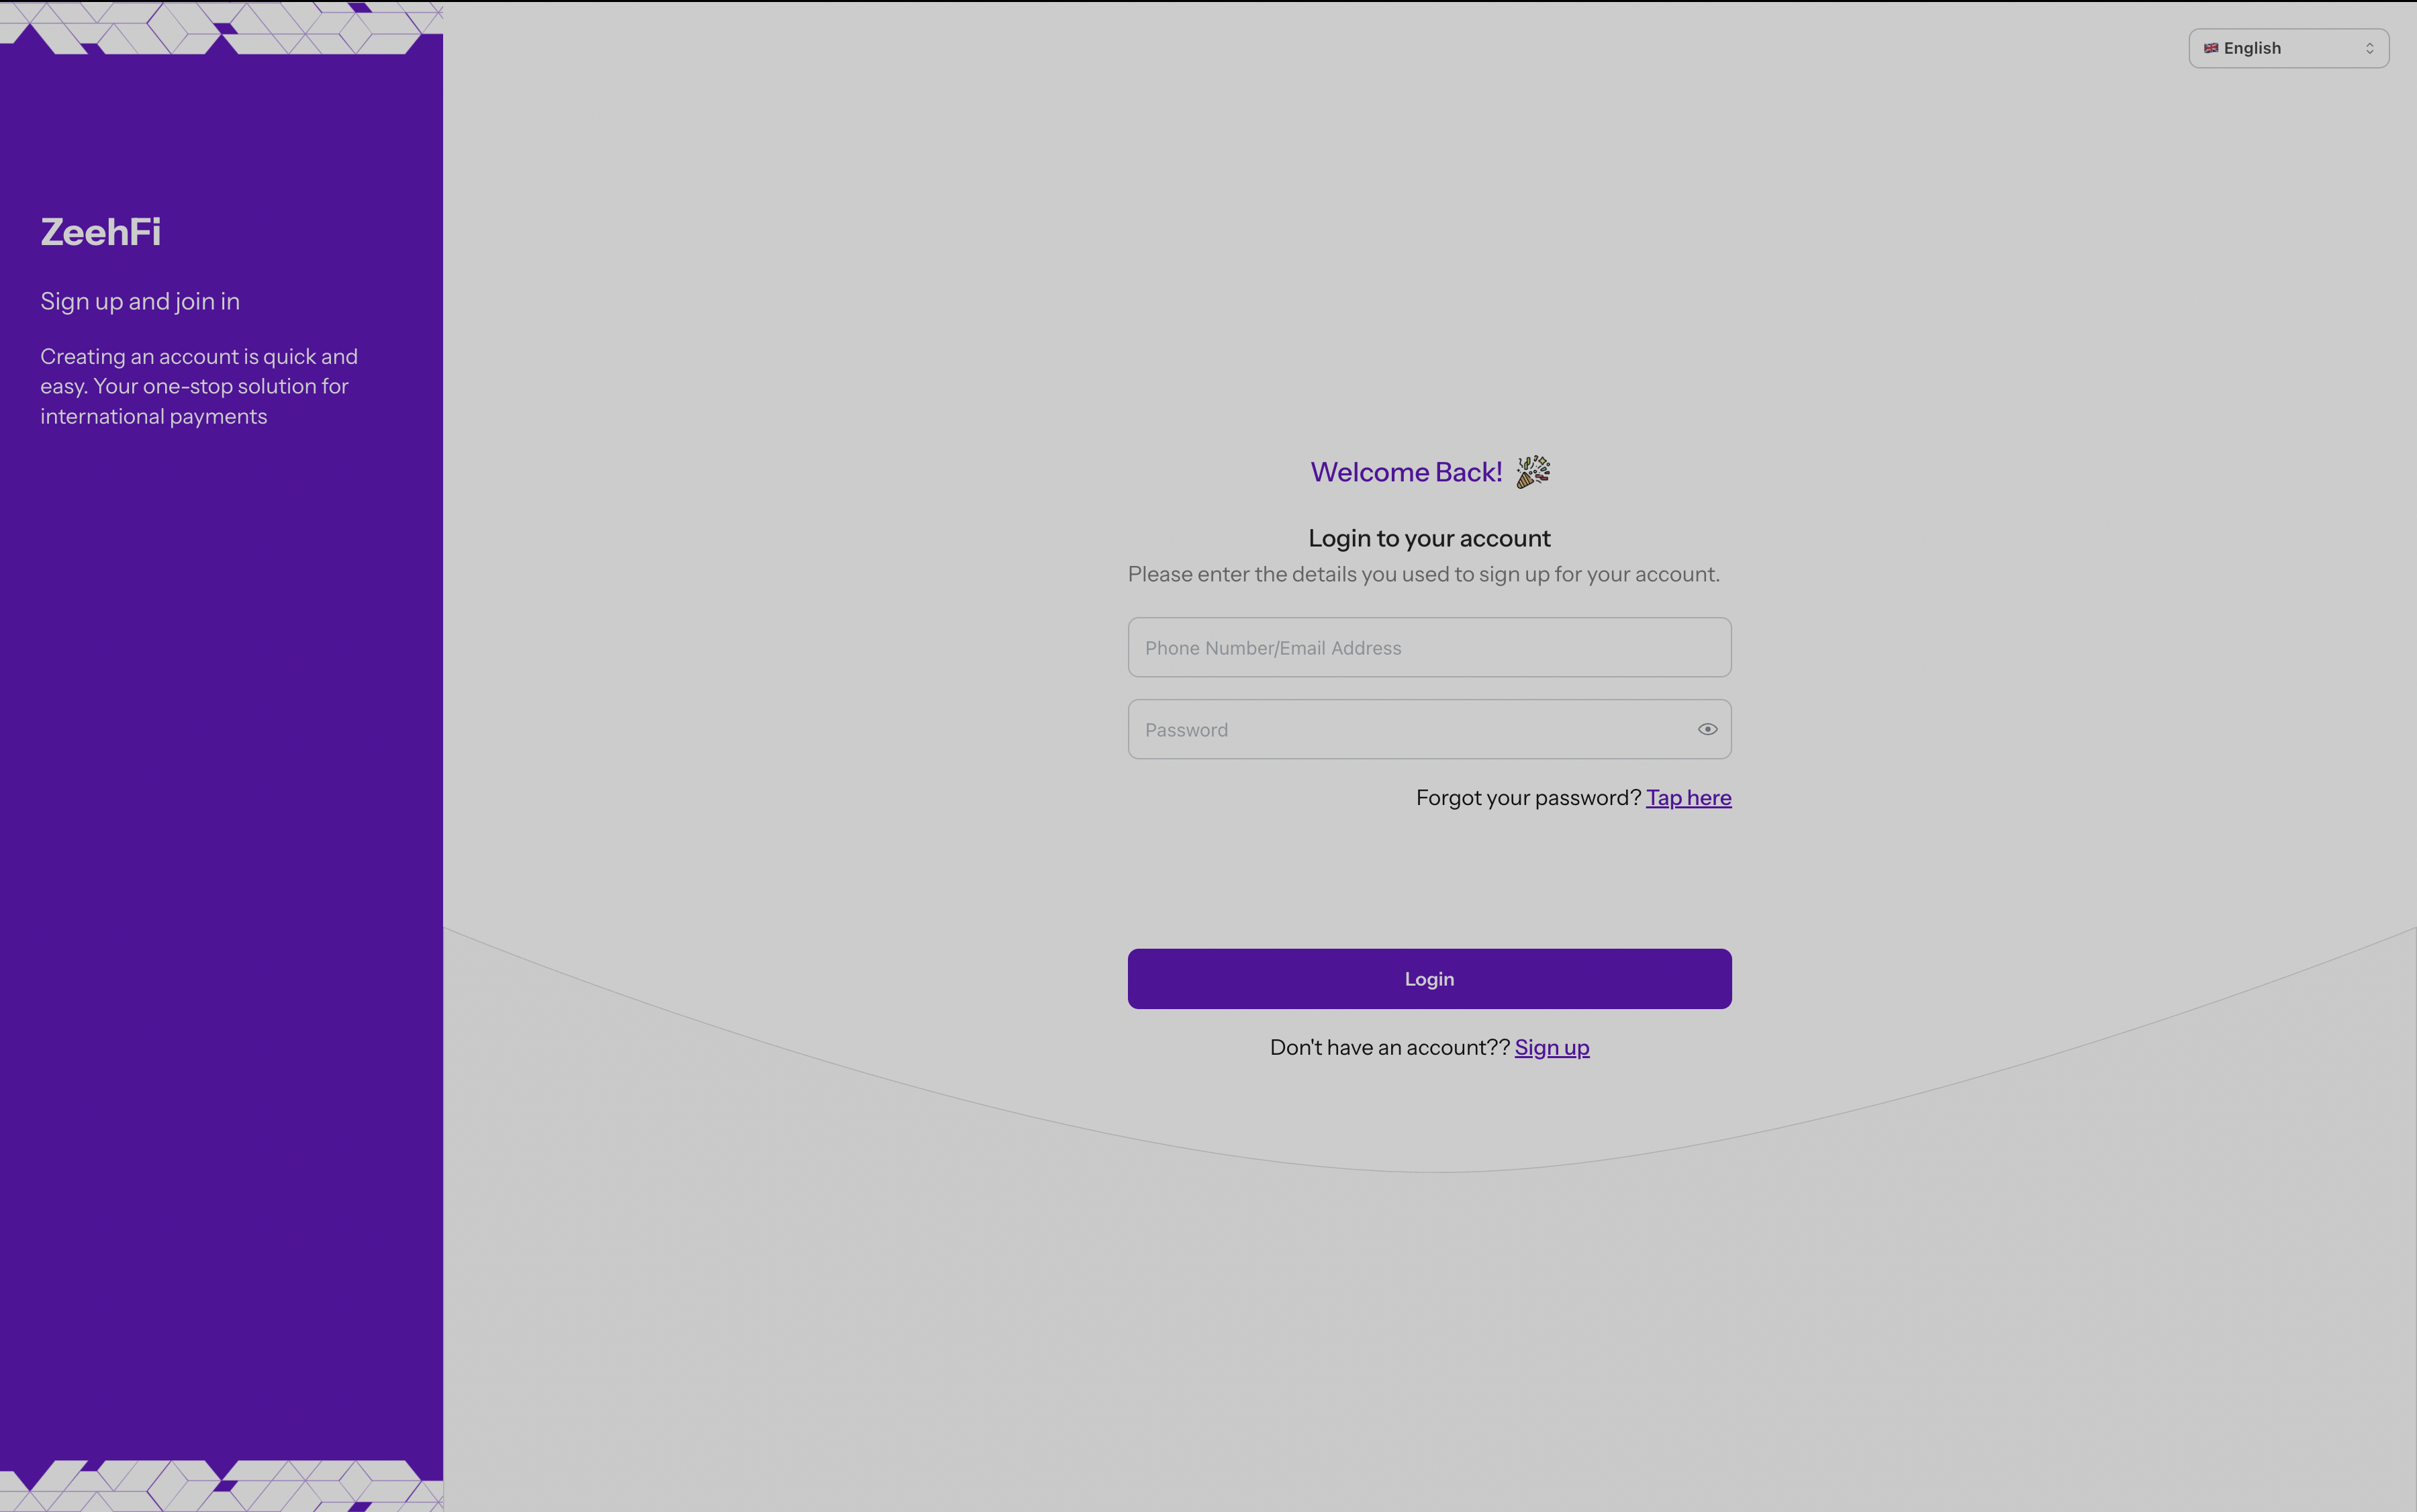 English
ZeehFi
Sign up and join in
Creating an account is quick and
easy. Your one-stop solution for
international payments
Welcome Back!
Login to your account
Please enter the details you used to sign up for your account.
Phone Number/Email Address
Password
Forgot your password? Tap here
Login
Don't have an account?? Sign up